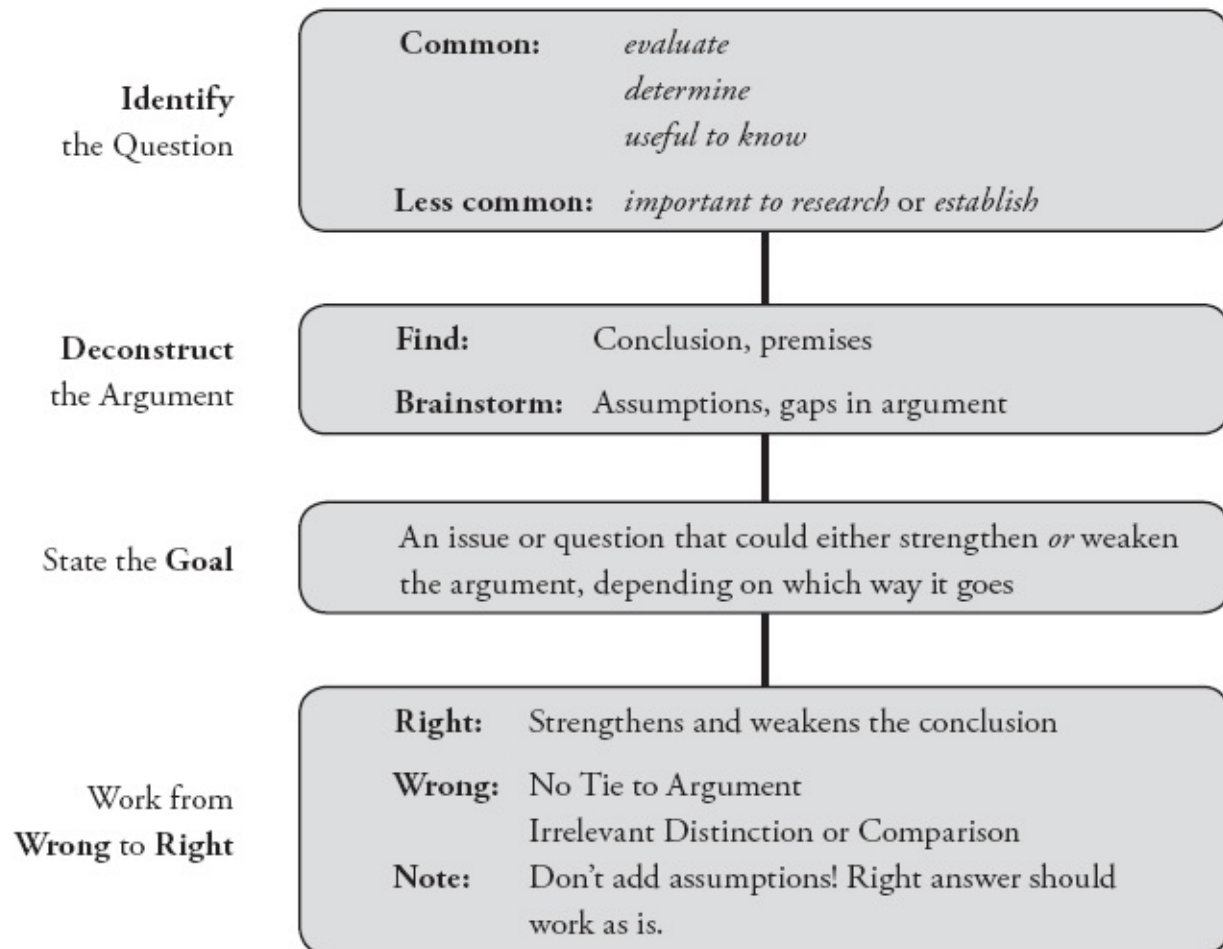 Identify
the Question
Common: evaluate
determine
useful to know
Less common: important to research or establish
Deconstruct
the Argument
Find: Conclusion, premises
Brainstorm: Assumptions, gaps in argument
State the Goal
An issue or question that could either strengthen or weaken
the argument, depending on which way it goes
Work from
Wrong to Right
Right: Strengthens and weakens the conclusion
Wrong: No Tie to Argument
Irrelevant Distinction or Comparison
Note: Don't add assumptions! Right answer should
work as is.